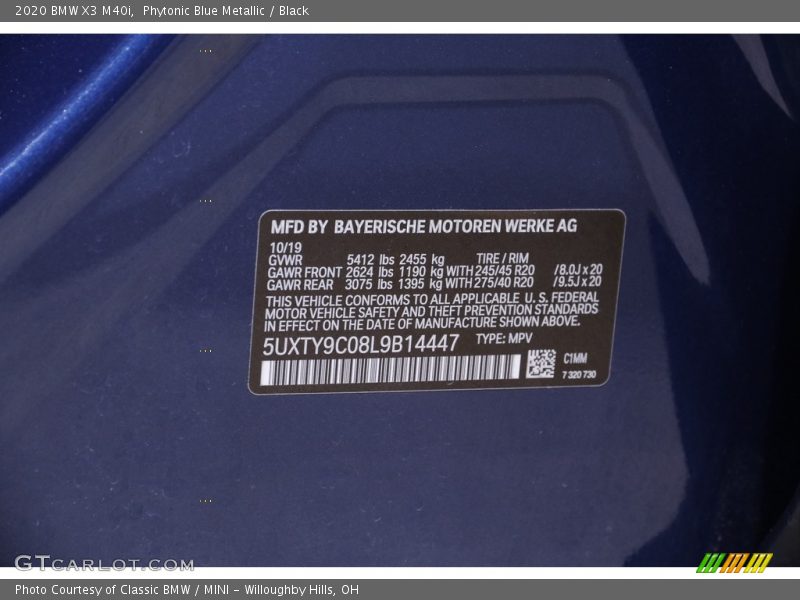 2020 BMW X3 M40i, Phytonic Blue Metallic / Black
MFD BY BAYERISCHE MOTOREN WERKE AG
10/19
GVWR 5412 lbs 2455 kg TIRE / RIM
GAWR FRONT 2624 lbs 1190 kg WITH 245/45 R20 /8.0J x 20
GAWR REAR 3075 lbs 1395 kg WITH 275/40 R20 /9.5J x 20
THIS VEHICLE CONFORMS TO ALL APPLICABLE U. S. FEDERAL
MOTOR VEHICLE SAFETY AND THEFT PREVENTION STANDARDS
IN EFFECT ON THE DATE OF MANUFACTURE SHOWN ABOVE.
5UXTY9C08L9B14447 TYPE: MPV
C1MM
7 320 730
GTCARLOT.COM
Photo Courtesy of Classic BMW / MINI - Willoughby Hills, OH